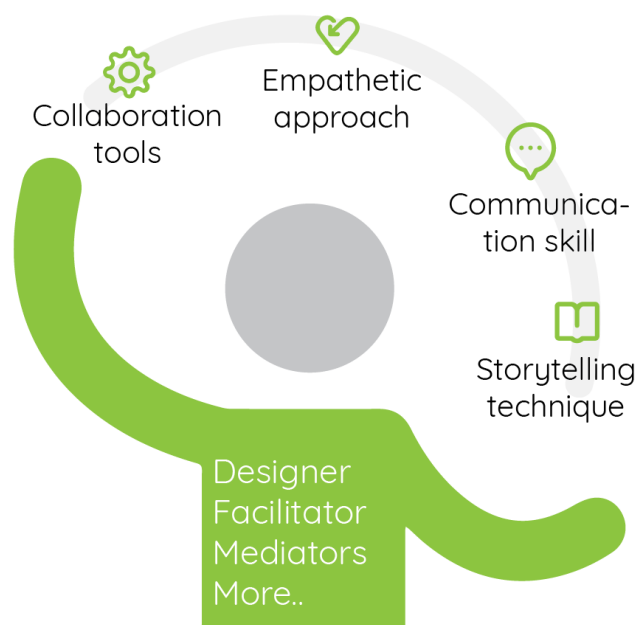 Empathetic
approach
Collaboration
tools
Communica-
tion skill
Storytelling
technique
Designer
Facilitator
Mediators
More..